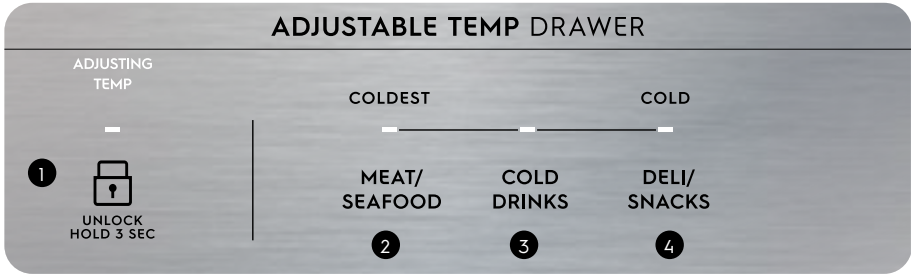 ADJUSTABLE TEMP DRAWER
ADJUSTING
TEMP
COLDEST
COLD
1
UNLOCK
HOLD 3 SEC
MEAT/
SEAFOOD
COLD
DRINKS
DELI/
SNACKS
2
3
4